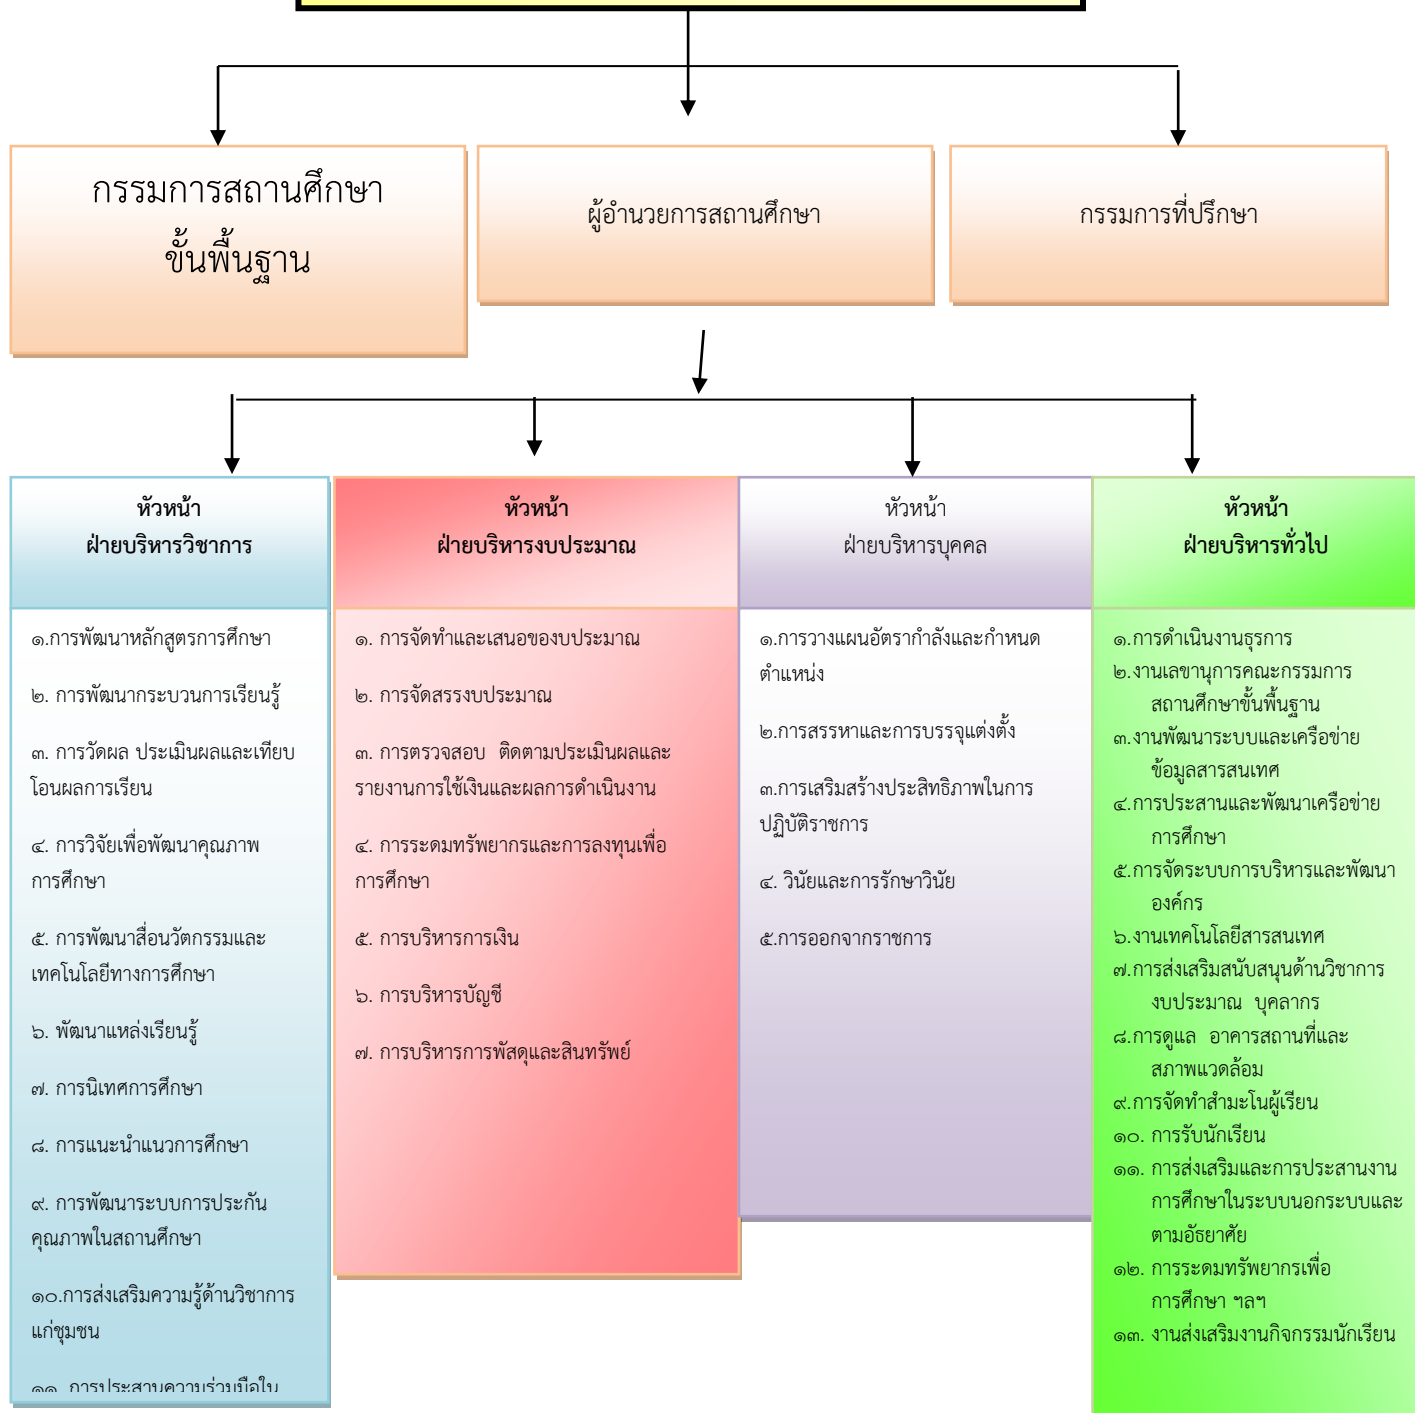 กรรมการสถานศึกษา
ขั้นพื้นฐาน
ผู้อำนวยการสถานศึกษา
กรรมการที่ปรึกษา
หัวหน้า
ฝ่ายบริหารวิชาการ
๑.การพัฒนาหลักสูตรการศึกษา
๒. การพัฒนากระบวนการเรียนรู้
๓. การวัดผล ประเมินผลและเทียบ
โอนผลการเรียน
๔. การวิจัยเพื่อพัฒนาคุณภาพ
การศึกษา
๕. การพัฒนาสื่อนวัตกรรมและ
เทคโนโลยีทางการศึกษา
๖. พัฒนาแหล่งเรียนรู้
๗. การนิเทศการศึกษา
๘. การแนะนำแนวการศึกษา
๙. การพัฒนาระบบการประกัน
คุณภาพในสถานศึกษา
๑๐.การส่งเสริมความรู้ด้านวิชาการ
แก่ชุมชน
๑๑. การประสานความร่วมมือใน
หัวหน้า
ฝ่ายบริหารงบประมาณ
๑. การจัดทำและเสนอของบประมาณ
๒. การจัดสรรงบประมาณ
๓. การตรวจสอบ ติดตามประเมินผลและ
รายงานการใช้เงินและผลการดำเนินงาน
๔. การระดมทรัพยากรและการลงทุนเพื่อ
การศึกษา
๕. การบริหารการเงิน
๖. การบริหารบัญชี
๗. การบริหารการพัสดุและสินทรัพย์
หัวหน้า
ฝ่ายบริหารบุคคล
๑.การวางแผนอัตรากำลังและกำหนด
ตำแหน่ง
๒.การสรรหาและการบรรจุแต่งตั้ง
๓.การเสริมสร้างประสิทธิภาพในการ
ปฏิบัติราชการ
๔. วินัยและการรักษาวินัย
๕.การออกจากราชการ
หัวหน้า
ฝ่ายบริหารทั่วไป
๑.การดำเนินงานธุรการ
๒.งานเลขานุการคณะกรรมการ
สถานศึกษาขั้นพื้นฐาน
๓.งานพัฒนาระบบและเครือข่าย
ข้อมูลสารสนเทศ
๔.การประสานและพัฒนาเครือข่าย
การศึกษา
๕.การจัดระบบการบริหารและพัฒนา
องค์กร
๖.งานเทคโนโลยีสารสนเทศ
๗.การส่งเสริมสนับสนุนด้านวิชาการ
งบประมาณ บุคลากร
๘.การดูแล อาคารสถานที่และ
สภาพแวดล้อม
๙.การจัดทำสำมะโนผู้เรียน
๑๐. การรับนักเรียน
๑๑. การส่งเสริมและการประสานงาน
การศึกษาในระบบนอกระบบและ
ตามอัธยาศัย
๑๒. การระดมทรัพยากรเพื่อ
การศึกษา ฯลฯ
๑๓. งานส่งเสริมงานกิจกรรมนักเรียน